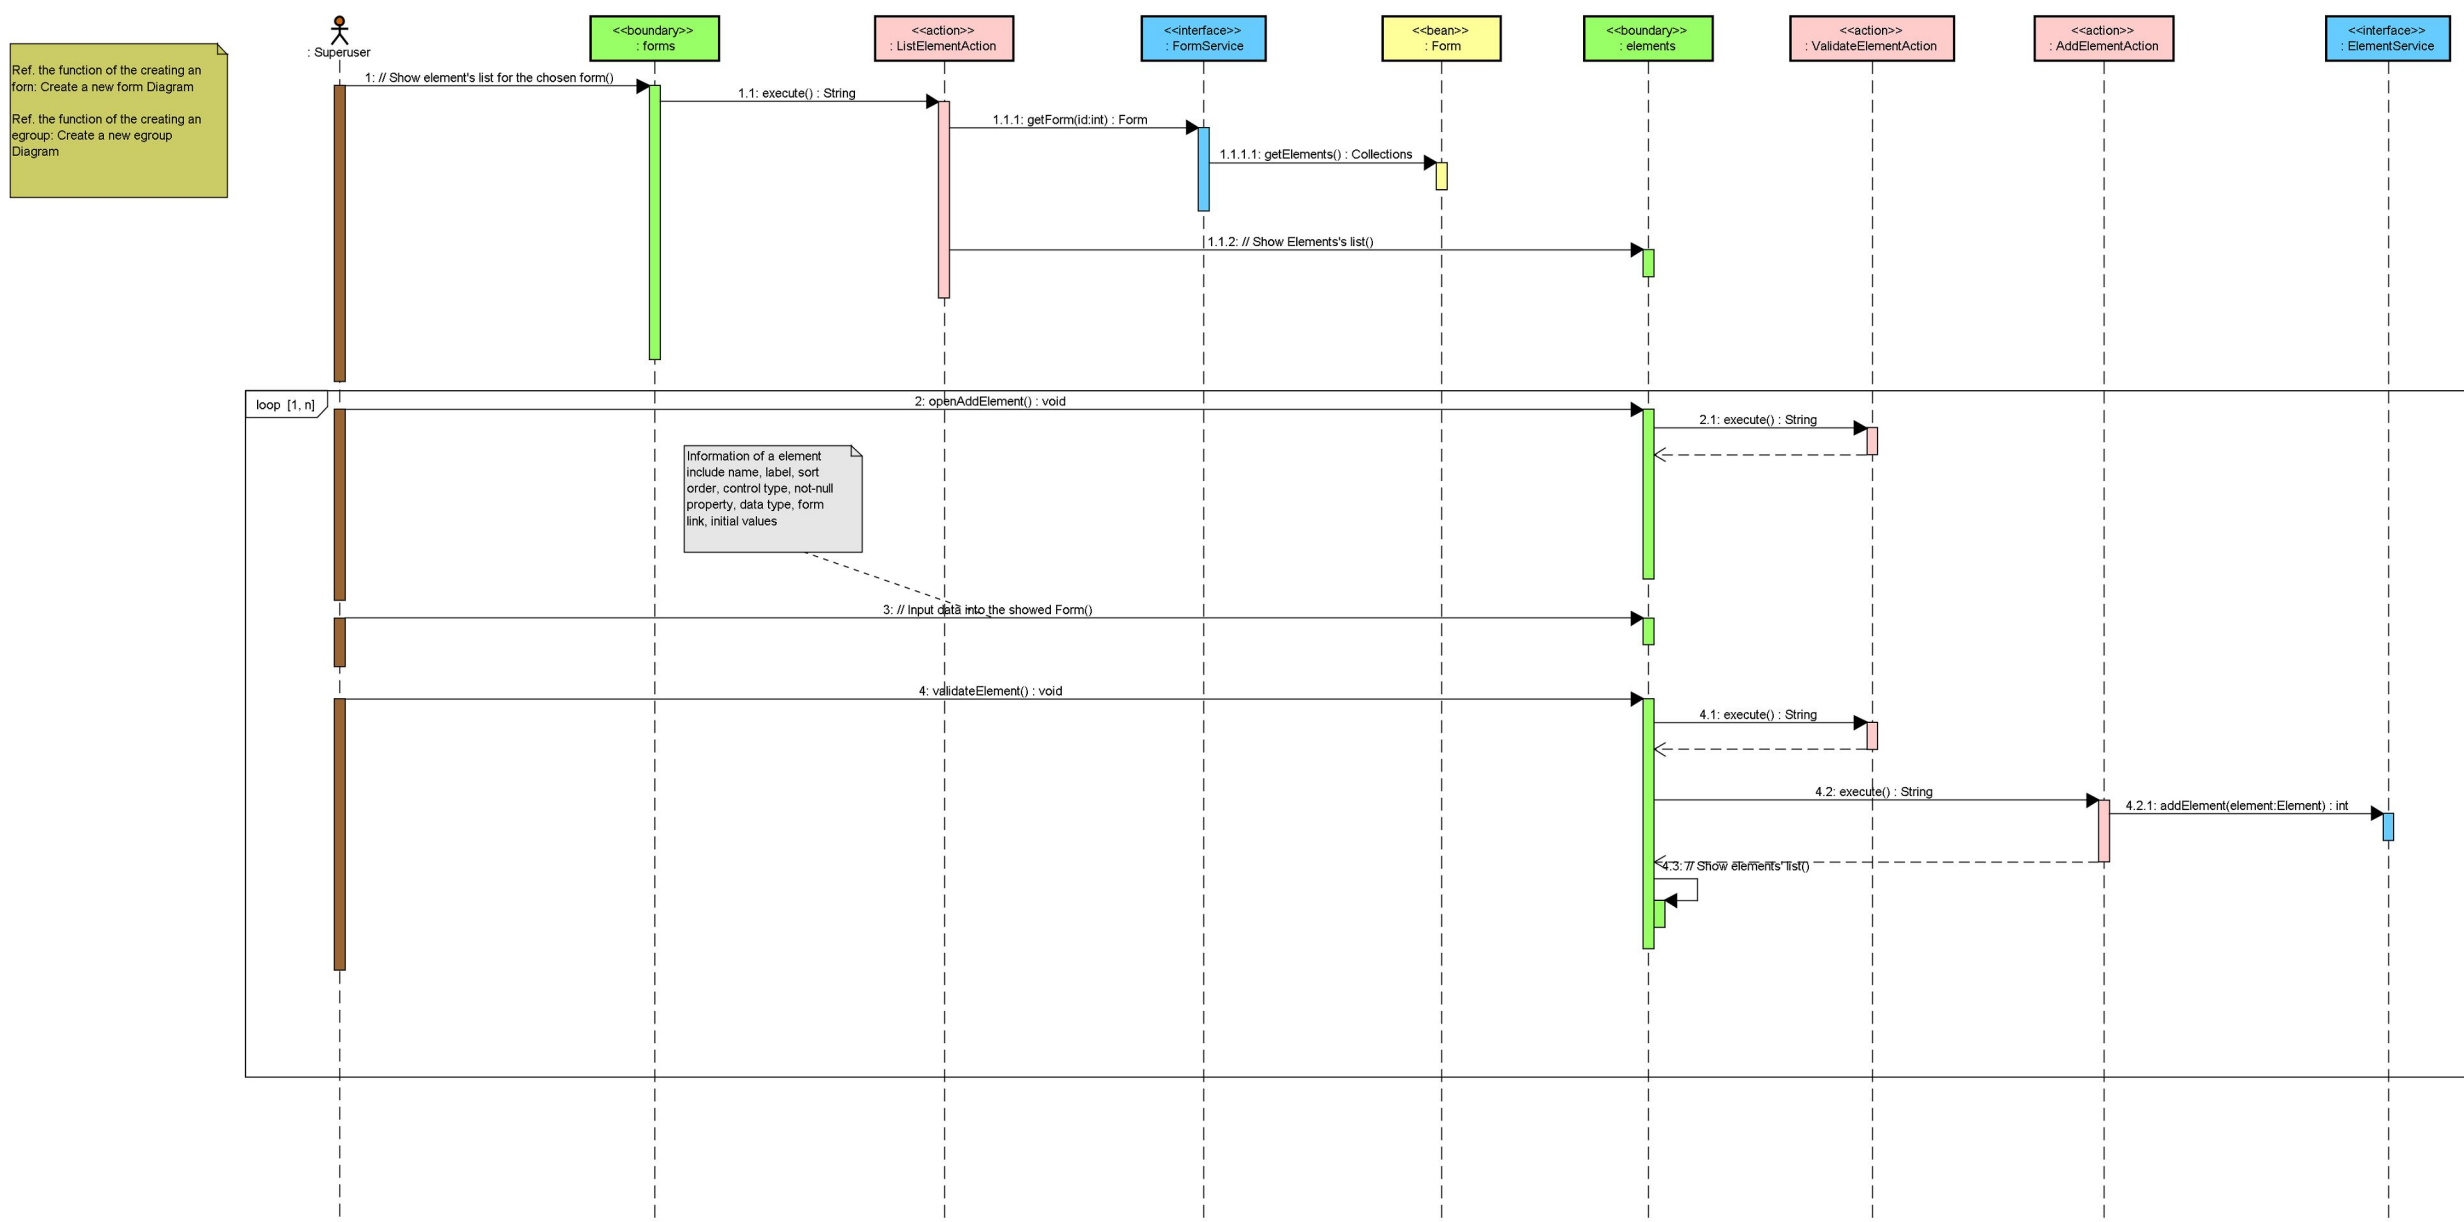 <<boundary>>
: forms
<<action>>
: ListElementAction
<<interface>>
: FormService
<<bean>>
: Form
<<boundary>>
: elements
<<action>>
: ValidateElementAction
<<action>>
: AddElementAction
<<interface>>
: ElementService
: Superuser
Ref. the function of the creating an
forn: Create a new form Diagram
Ref. the function of the creating an
egroup: Create a new egroup
Diagram
1: // Show element's list for the chosen form()
1.1: execute() : String
1.1.1: getForm(id:int) : Form
1.1.1.1: getElements() : Collections
1.1.2: // Show Elements's list()
loop [1, n]
2: openAddElement() : void
2.1: execute() : String
Information of a element
include name, label, sort
order, control type, not-null
property, data type, form
link, initial values
3: // Input data into the showed Form()
4: validateElement() : void
4.1: execute() : String
4.2: execute() : String
4.2.1: addElement(element:Element) : int
4.3: // Show elements' list()